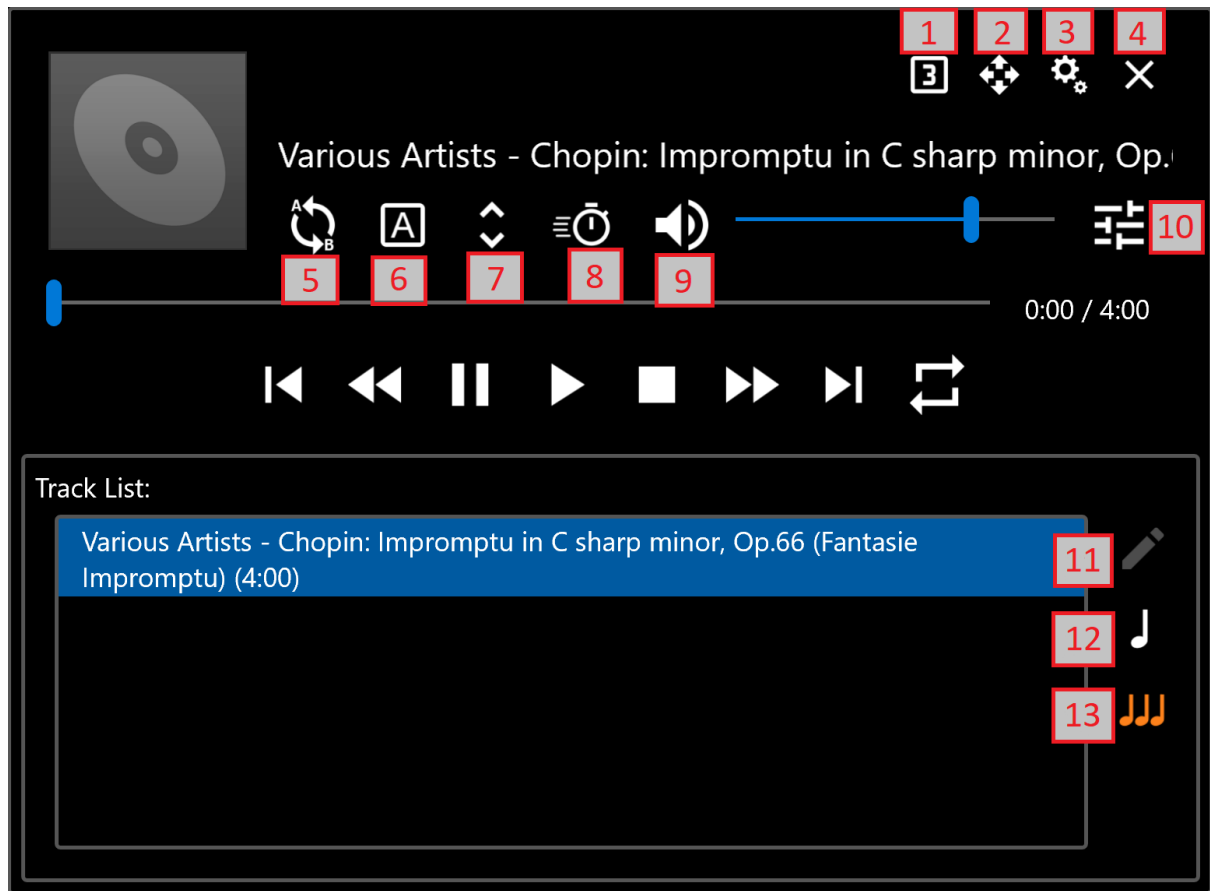 1 2 3 4
3
Various Artists - Chopin: Impromptu in C sharp minor, Op.
A B
A
10
5 6 7 8 9
0:00 / 4:00
Track List:
Various Artists - Chopin: Impromptu in C sharp minor, Op.66 (Fantasie
Impromptu) (4:00)
11
12
13